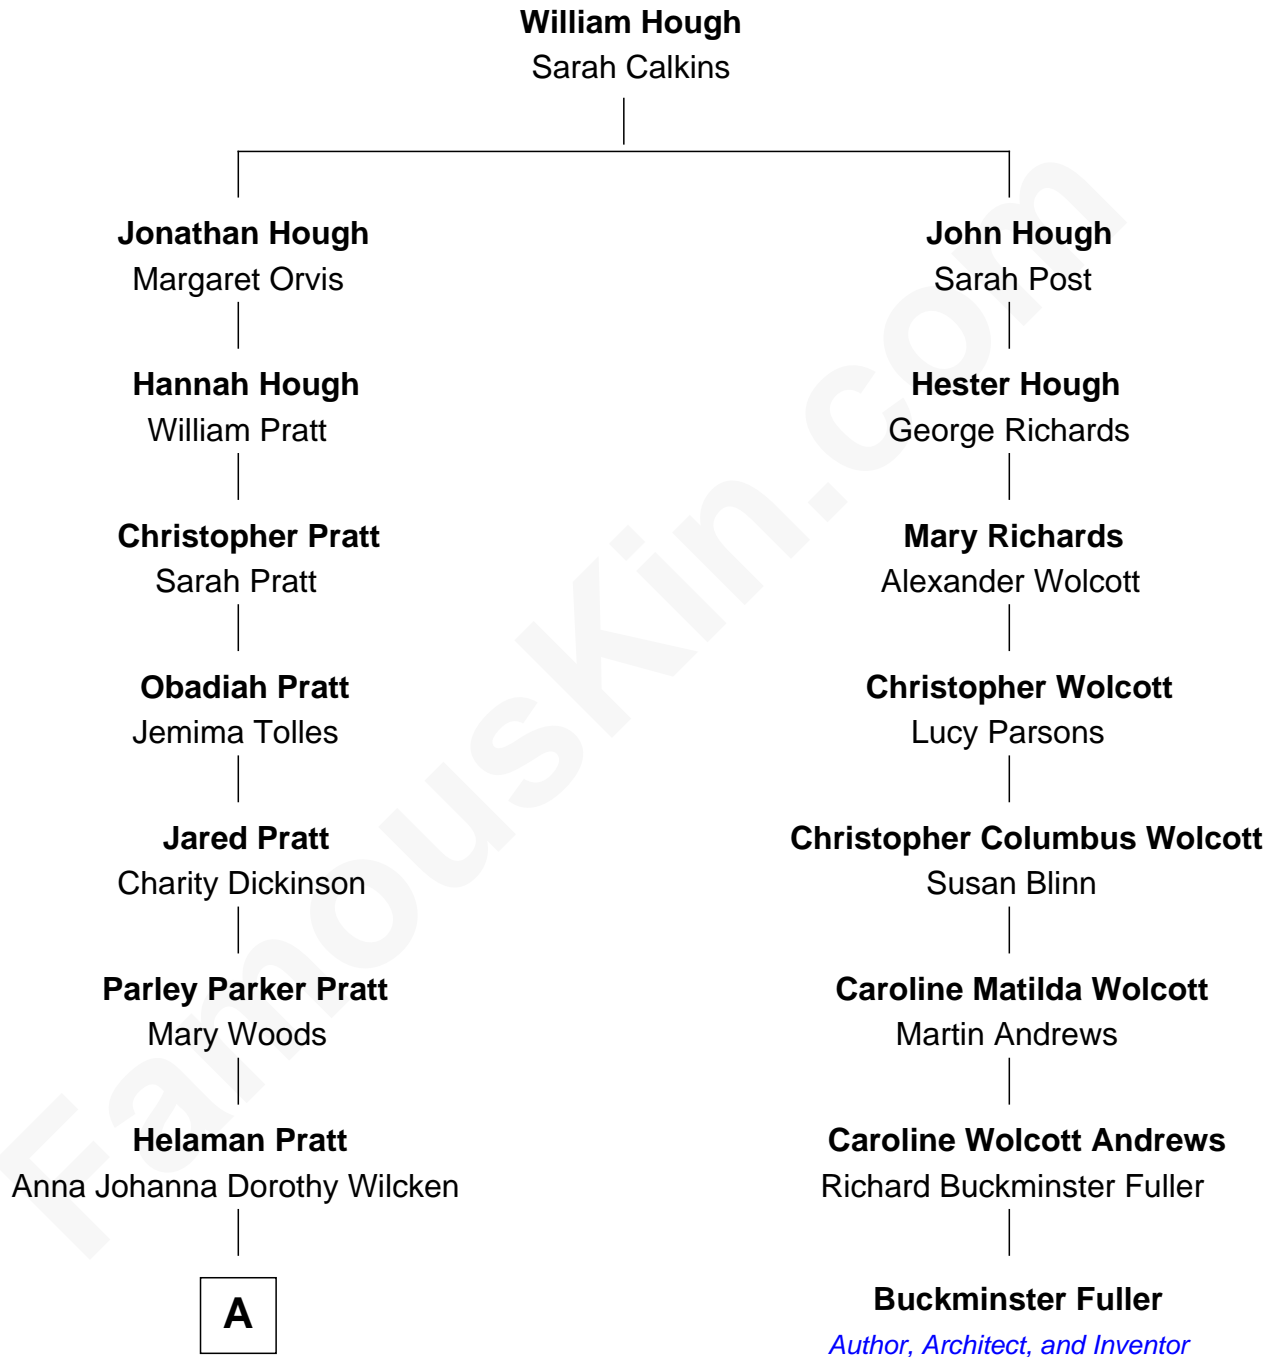 William Hough
Sarah Calkins
Jonathan Hough
Margaret Orvis
Hannah Hough
William Pratt
Christopher Pratt
Sarah Pratt
Obadiah Pratt
Jemima Tolles
Jared Pratt
Charity Dickinson
Parley Parker Pratt
Mary Woods
Helaman Pratt
Anna Johanna Dorothy Wilcken
A
John Hough
Sarah Post
Hester Hough
George Richards
Mary Richards
Alexander Wolcott
Christopher Wolcott
Lucy Parsons
Christopher Columbus Wolcott
Susan Blinn
Caroline Matilda Wolcott
Martin Andrews
Caroline Wolcott Andrews
Richard Buckminster Fuller
Buckminster Fuller
Author, Architect, and Inventor
FamousKin.com